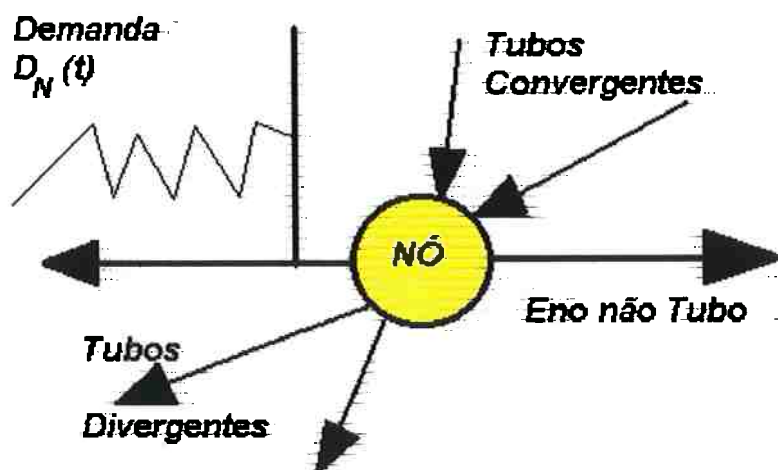 Demanda
D_N (t)
Tubos
Convergentes
NÓ
Eno não Tubo
Tubos
Divergentes